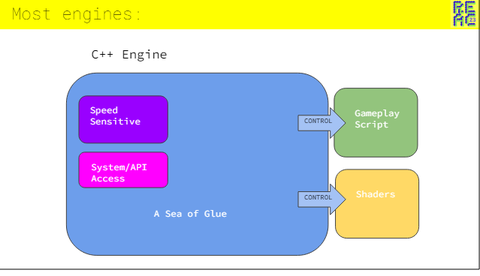 Most engines:
C++ Engine
Speed
Sensitive
System/API
Access
A Sea of Glue
CONTROL
Gameplay
Script
CONTROL
Shaders